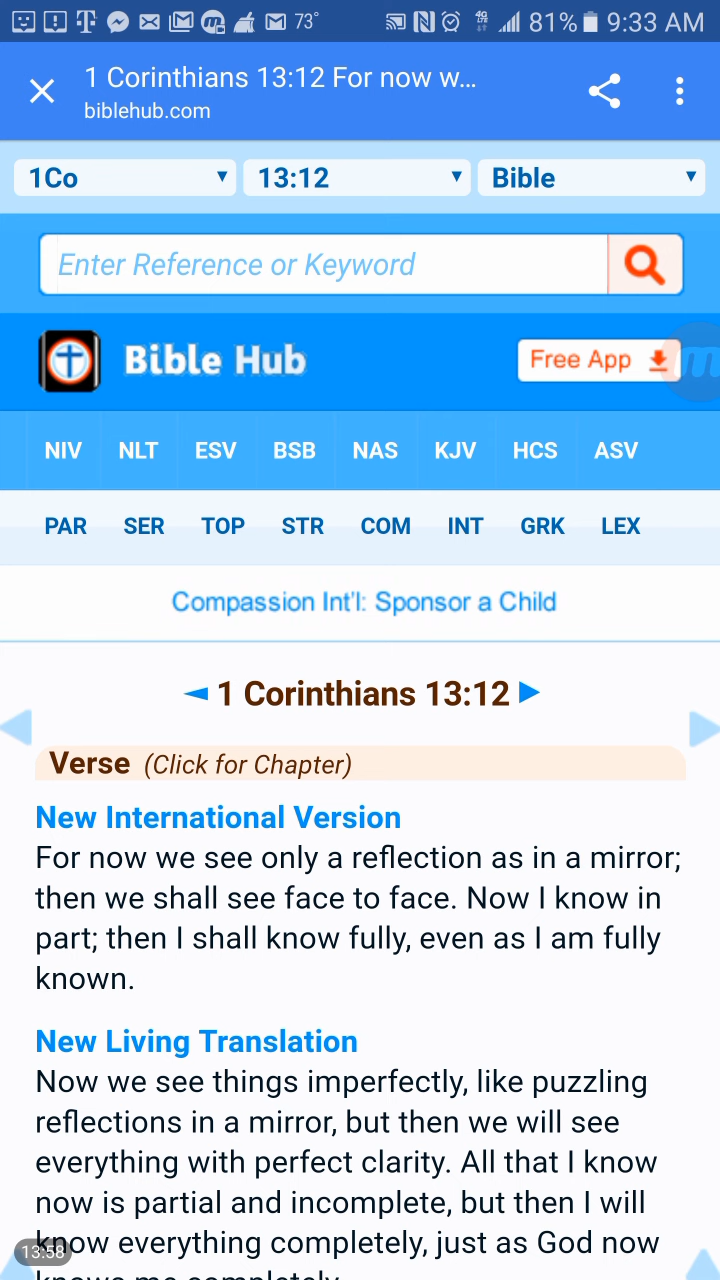 73°
4G
LTE
81%
9:33 AM
1 Corinthians 13:12 For now w...
biblehub.com
1Co
13:12
Bible
Enter Reference or Keyword
Bible Hub
Free App
m
NIV NLT ESV BSB NAS KJV HCS ASV
PAR SER TOP STR COM INT GRK LEX
Compassion Int'l: Sponsor a Child
◄ 1 Corinthians 13:12 ►
Verse (Click for Chapter)
New International Version
For now we see only a reflection as in a mirror;
then we shall see face to face. Now I know in
part; then I shall know fully, even as I am fully
known.
New Living Translation
Now we see things imperfectly, like puzzling
reflections in a mirror, but then we will see
everything with perfect clarity. All that I know
now is partial and incomplete, but then I will
know everything completely, just as God now
13:58
knows me completely.